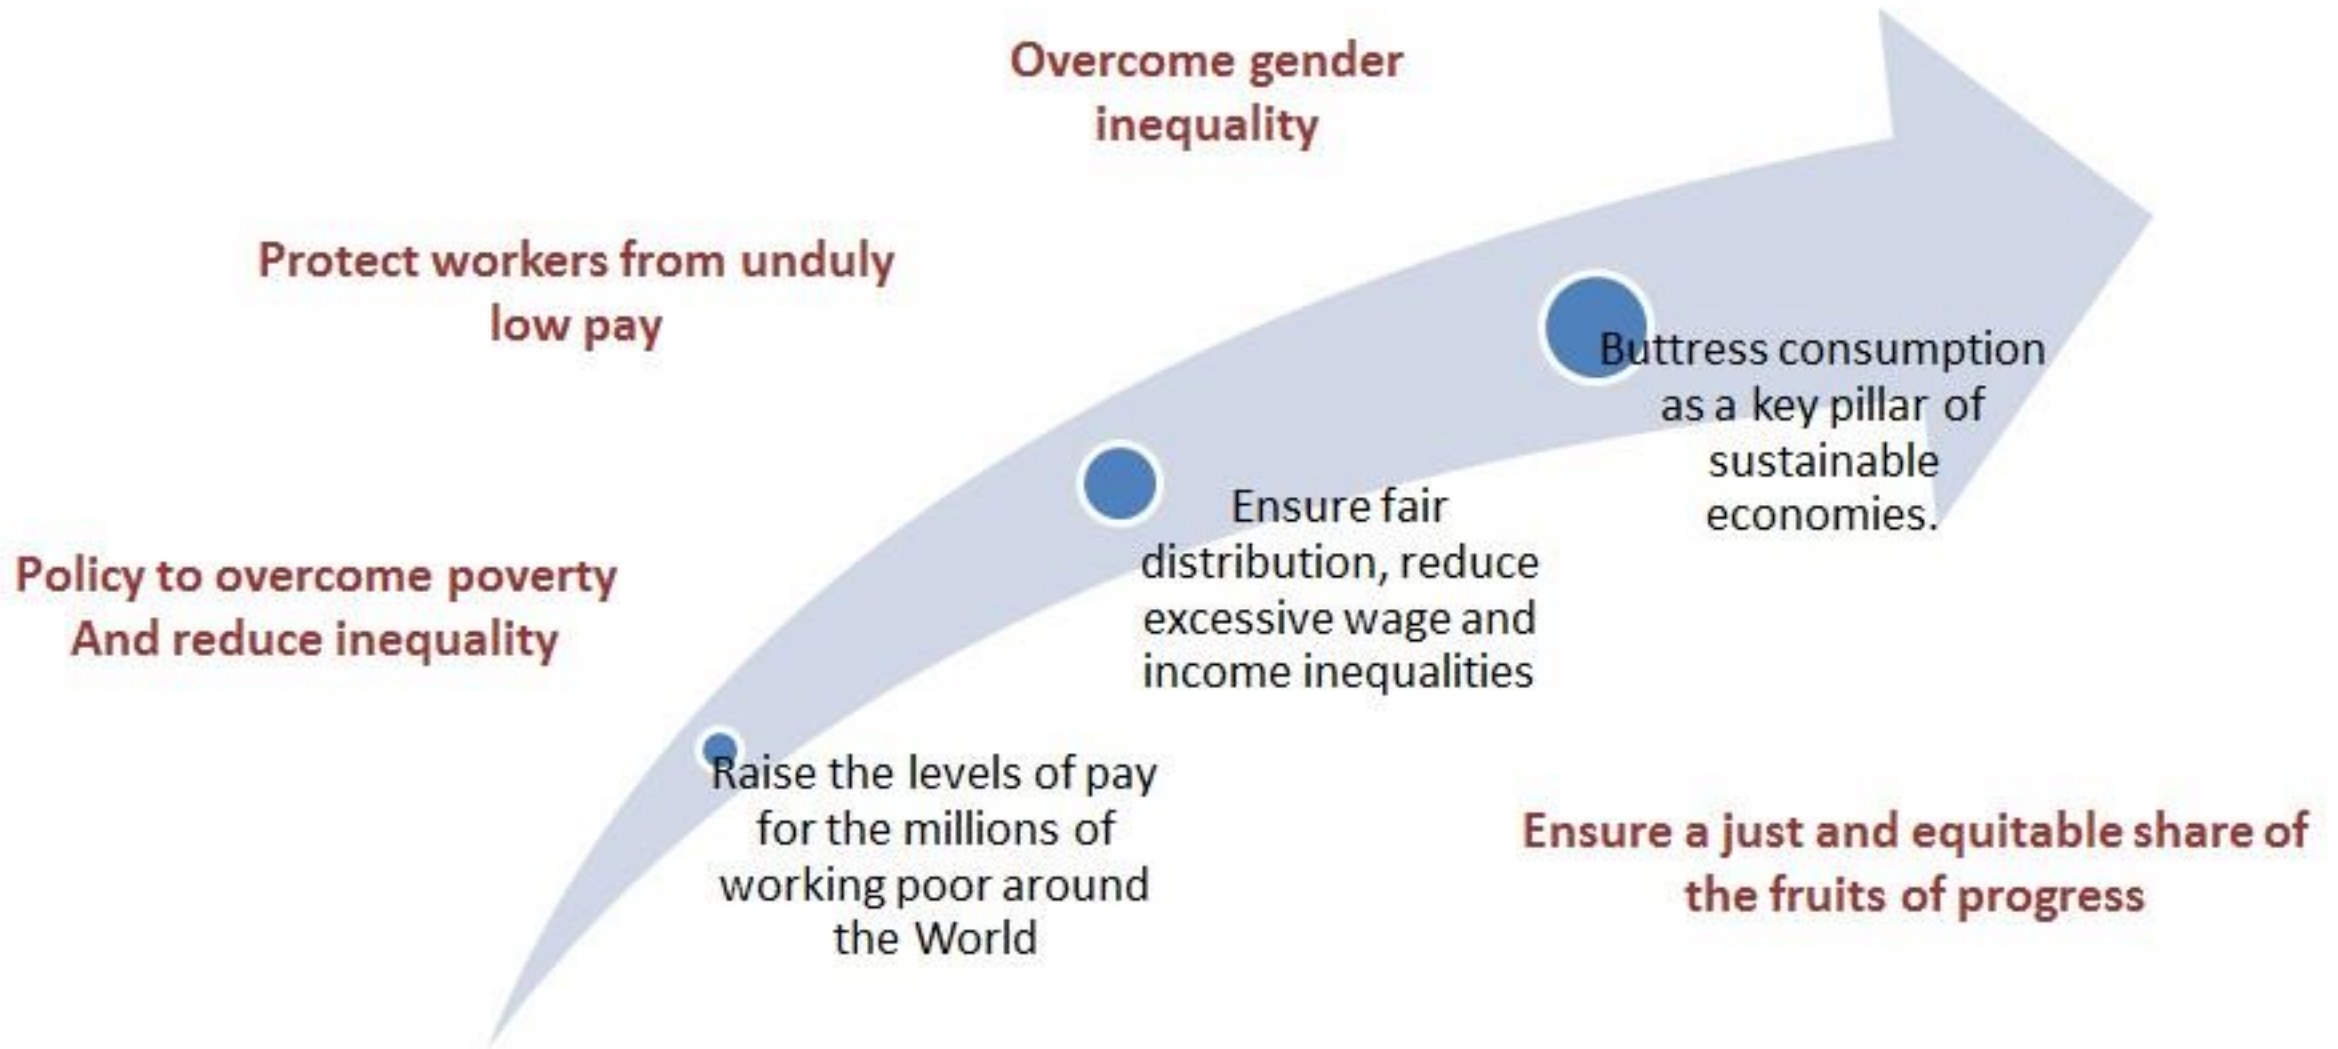 Overcome gender
inequality
Protect workers from unduly
low pay
Policy to overcome poverty
And reduce inequality
Buttress consumption
as a key pillar of
sustainable
economies.
Ensure fair
distribution, reduce
excessive wage and
income inequalities
Raise the levels of pay
for the millions of
working poor around
the World
Ensure a just and equitable share of
the fruits of progress